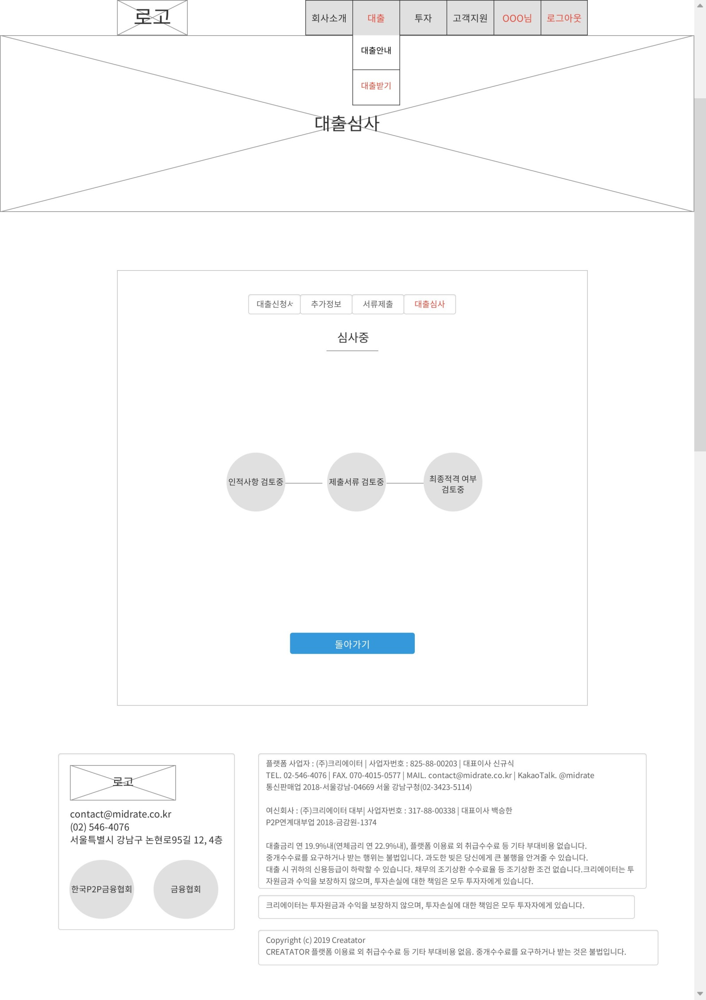 로고
회사소개
대출
투자
고객지원
OOO님
로그아웃
대출안내
대출받기
대출심사
대출신청서
추가정보
서류제출
대출심사
심사중
인적사항 검토중
제출서류 검토중
최종적격 여부
검토중
돌아가기
로고
contact@midrate.co.kr
(02) 546-4076
서울특별시 강남구 논현로95길 12, 4층
한국P2P금융협회
금융협회
플랫폼 사업자 : (주)크리에이터 | 사업자번호 : 825-88-00203 | 대표이사 신규식
TEL. 02-546-4076 | FAX. 070-4015-0577 | MAIL. contact@midrate.co.kr | KakaoTalk. @midrate
통신판매업 2018-서울강남-04669 서울 강남구청(02-3423-5114)
여신회사 : (주)크리에이터 대부| 사업자번호 : 317-88-00338 | 대표이사 백승한
P2P연계대부업 2018-금감원-1374
대출금리 연 19.9%내(연체금리 연 22.9%내), 플랫폼 이용료 외 취급수수료 등 기타 부대비용 없습니다.
중개수수료를 요구하거나 받는 행위는 불법입니다. 과도한 빚은 당신에게 큰 불행을 안겨줄 수 있습니다.
대출 시 귀하의 신용등급이 하락할 수 있습니다. 채무의 조기상환 수수료율 등 조기상환 조건 없습니다.크리에이터는 투
자원금과 수익을 보장하지 않으며, 투자손실에 대한 책임은 모두 투자자에게 있습니다.
크리에이터는 투자원금과 수익을 보장하지 않으며, 투자손실에 대한 책임은 모두 투자자에게 있습니다.
Copyright (c) 2019 Creatator
CREATATOR 플랫폼 이용료 외 취급수수료 등 기타 부대비용 없음. 중개수수료를 요구하거나 받는 것은 불법입니다.